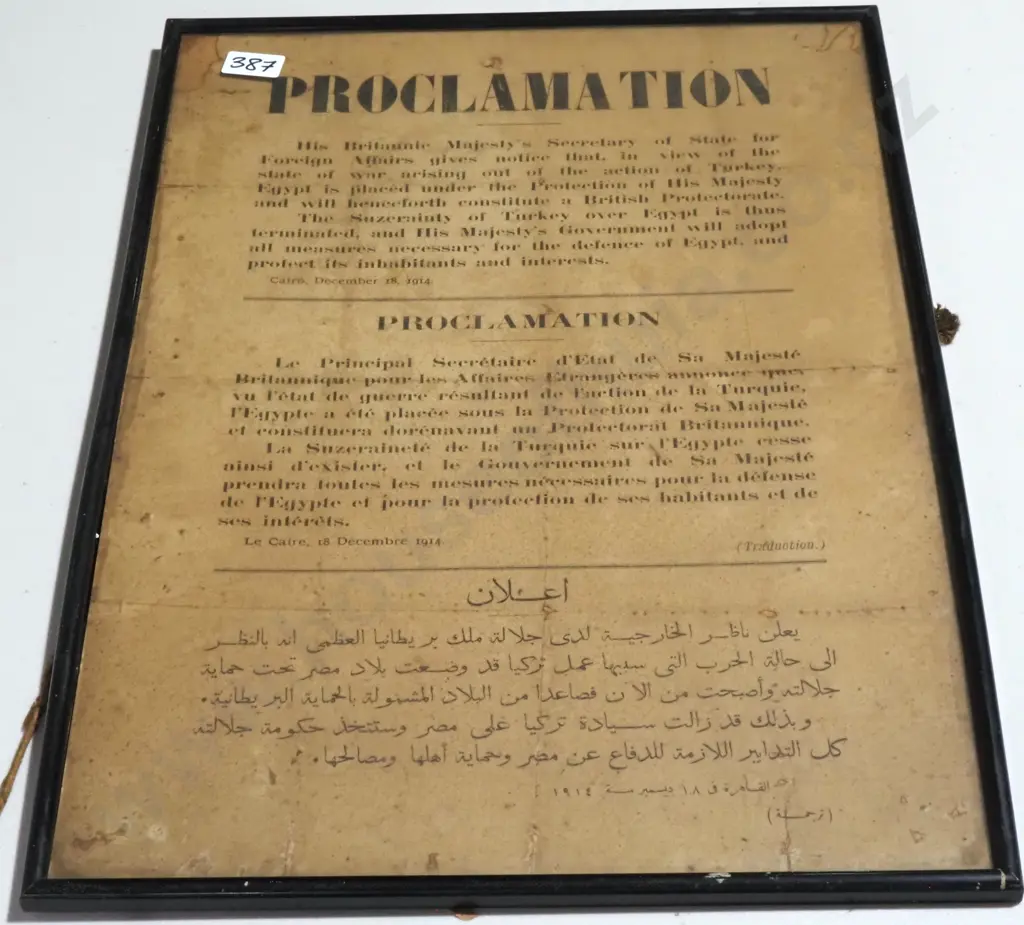 387
PROCLAMATION
His Britannic Majesty's Secretary of State for
Foreign Affairs gives notice that, in view of the
state of war arising out of the action of Turkey,
Egypt is placed under the Protection of His Majesty
and will henceforth constitute a British Protectorate.
The Suzerainty of Turkey over Egypt is thus
terminated, and His Majesty's Government will adopt
all measures necessary for the defence of Egypt, and
protect its inhabitants and interests.
Cairo, December 18, 1914.
PROCLAMATION
Le Principal Secrétaire d'Etat de Sa Majesté
Britannique pour les Affaires Etrangères annonce que,
vu l'état de guerre résultant de l'action de la Turquie,
l'Egypte a été placée sous la Protection de Sa Majesté
et constituera dorénavant un Protectorat Britannique.
La Suzeraineté de la Turquie sur l'Egypte cesse
ainsi d'exister, et le Gouvernement de Sa Majesté
prendra toutes les mesures nécessaires pour la défense
de l'Egypte et pour la protection de ses habitants et de
ses intérêts.
Le Caire, 18 Décembre 1914.
(Traduction.)
اعـــلان
يعلن ناظر الخارجية لدى جلالة ملك بريطانيا العظمى انه بالنظر
الى حالة الحرب التى سببها عمل تركيا قد وضعت بلاد مصر تحت حماية
جلالته وأصبحت من الآن فصاعدا من البلاد المشمولة بالحماية البريطانية.
وبذلك قد زالت سيادة تركيا على مصر وستتخذ حكومة جلالته
كل التدابير اللازمة للدفاع عن مصر وحماية أهلها ومصالحها.
القاهرة فى ١٨ ديسمبر سنة ١٩١٤
(ترجمة)